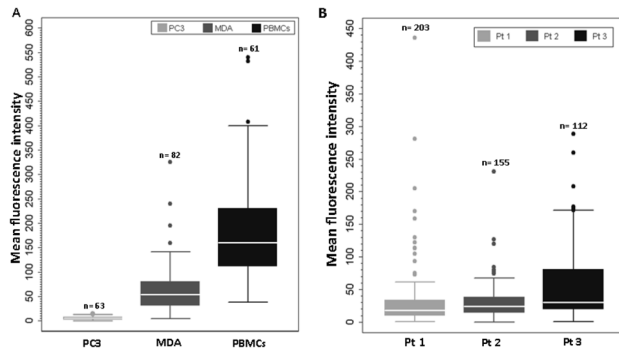 A
PC3 MDA PBMCs
Mean fluorescence intensity
600
550
500
450
400
350
300
250
200
150
100
50
0
n= 63
n= 82
n= 61
PC3 MDA PBMCs
B
Pt 1 Pt 2 Pt 3
Mean fluorescence intensity
450
400
350
300
250
200
150
100
50
0
n= 203
n= 155
n= 112
Pt 1 Pt 2 Pt 3